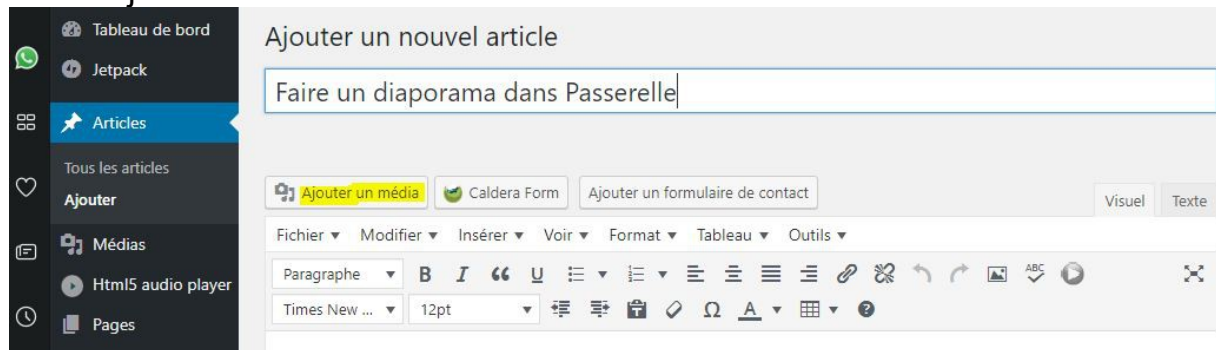 Tableau de bord
Jetpack
Articles
Tous les articles
Ajouter
Médias
Html5 audio player
Pages
Ajouter un nouvel article
Faire un diaporama dans Passerelle
Ajouter un média Caldera Form Ajouter un formulaire de contact
Visuel Texte
Fichier Modifier Insérer Voir Format Tableau Outils
Paragraphe B I U ABC
Times New ... 12pt Ω A